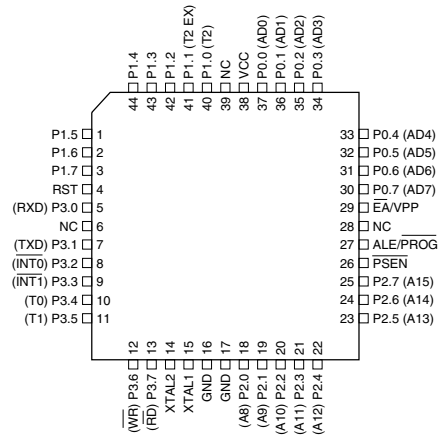 P1.4
P1.3
P1.2
P1.1 (T2 EX)
P1.0 (T2)
NC
VCC
P0.0 (AD0)
P0.1 (AD1)
P0.2 (AD2)
P0.3 (AD3)
44
43
42
41
40
39
38
37
36
35
34
P1.5 1
P1.6 2
P1.7 3
RST 4
(RXD) P3.0 5
NC 6
(TXD) P3.1 7
(INT0) P3.2 8
(INT1) P3.3 9
(T0) P3.4 10
(T1) P3.5 11
33 P0.4 (AD4)
32 P0.5 (AD5)
31 P0.6 (AD6)
30 P0.7 (AD7)
29 EA/VPP
28 NC
27 ALE/PROG
26 PSEN
25 P2.7 (A15)
24 P2.6 (A14)
23 P2.5 (A13)
12
13
14
15
16
17
18
19
20
21
22
(WR) P3.6
(RD) P3.7
XTAL2
XTAL1
GND
GND
(A8) P2.0
(A9) P2.1
(A10) P2.2
(A11) P2.3
(A12) P2.4